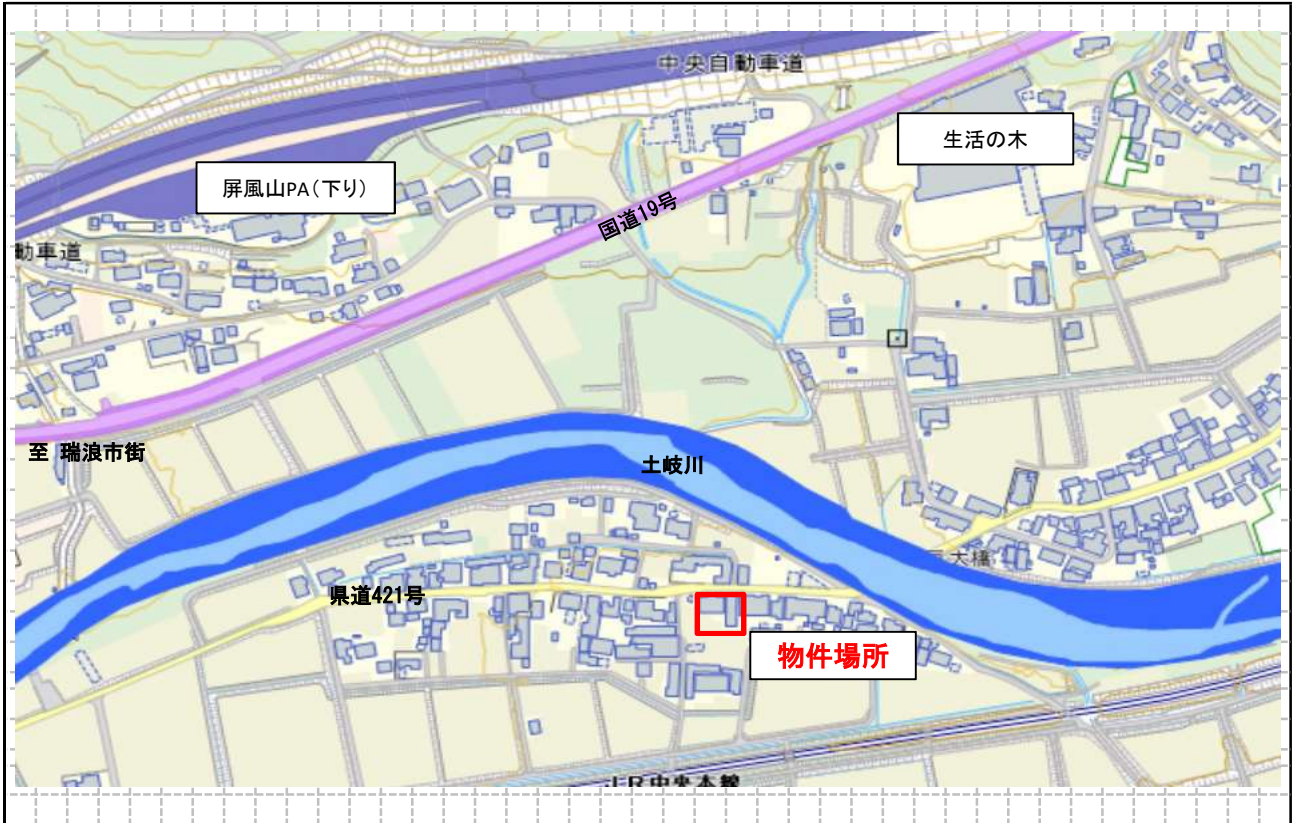 中央自動車道
生活の木
屏風山PA(下り)
国道19号
動車道
至 瑞浪市街
土岐川
大橋
県道421号
物件場所
JR中央本線